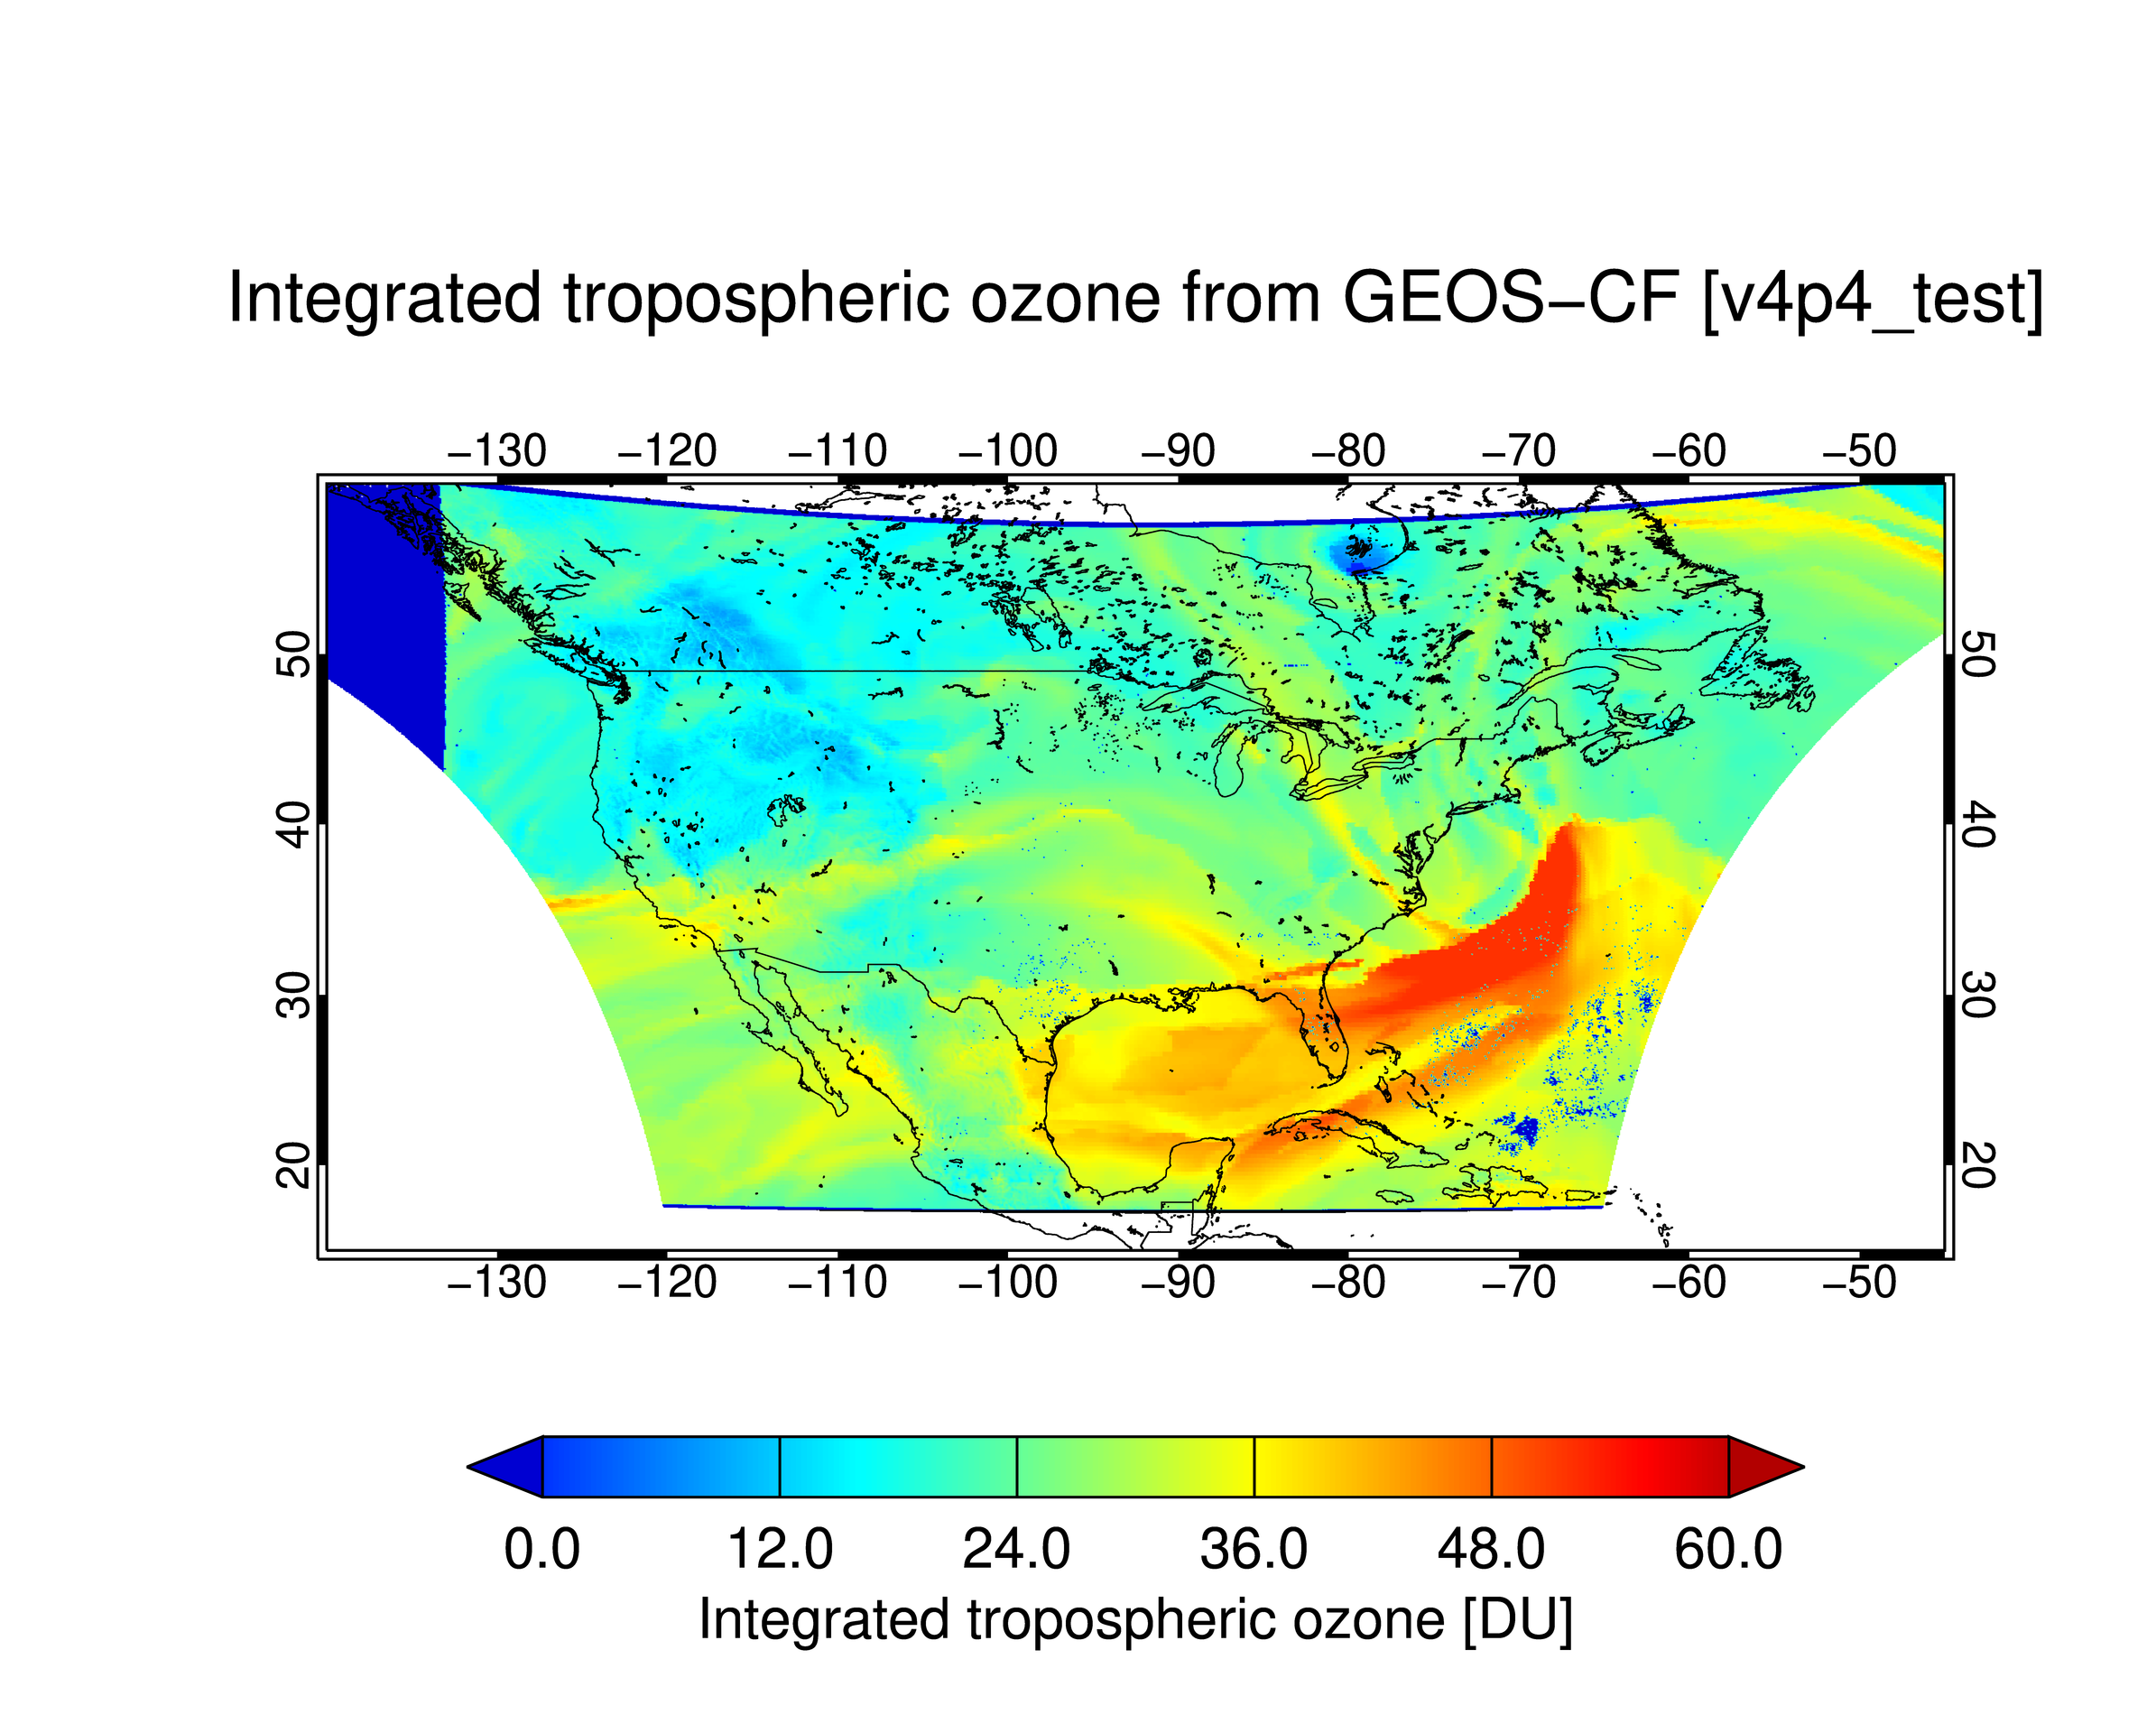 Integrated tropospheric ozone from GEOS−CF [v4p4_test]
−130 −120 −110 −100 −90 −80 −70 −60 −50
50 50
40 40
30 30
20 20
−130 −120 −110 −100 −90 −80 −70 −60 −50
0.0 12.0 24.0 36.0 48.0 60.0
Integrated tropospheric ozone [DU]